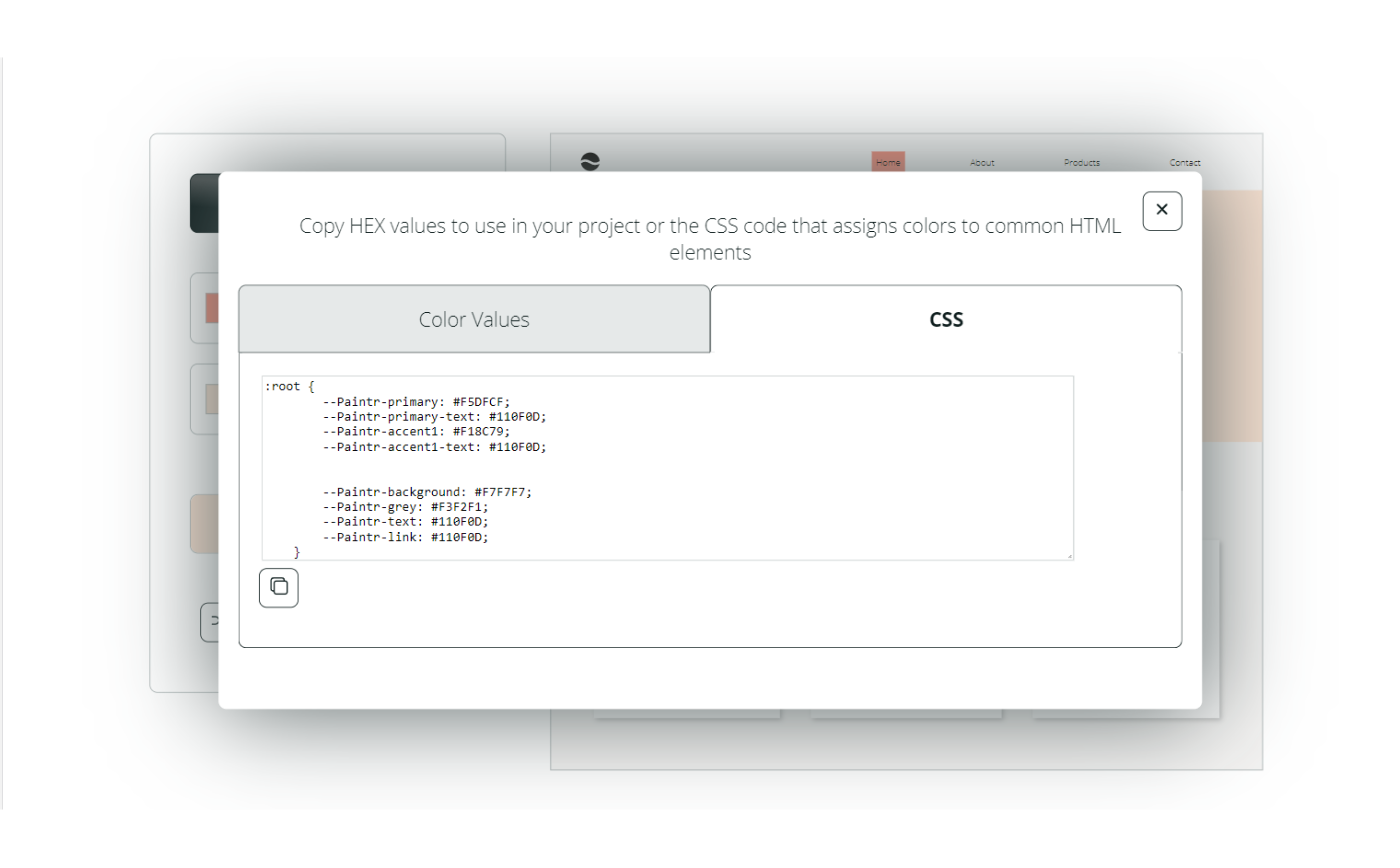 Home About Products Contact
Copy HEX values to use in your project or the CSS code that assigns colors to common HTML
elements
Color Values
CSS
:root {
--Paintr-primary: #F5DFCF;
--Paintr-primary-text: #110F0D;
--Paintr-accent1: #F18C79;
--Paintr-accent1-text: #110F0D;
--Paintr-background: #F7F7F7;
--Paintr-grey: #F3F2F1;
--Paintr-text: #110F0D;
--Paintr-link: #110F0D;
}